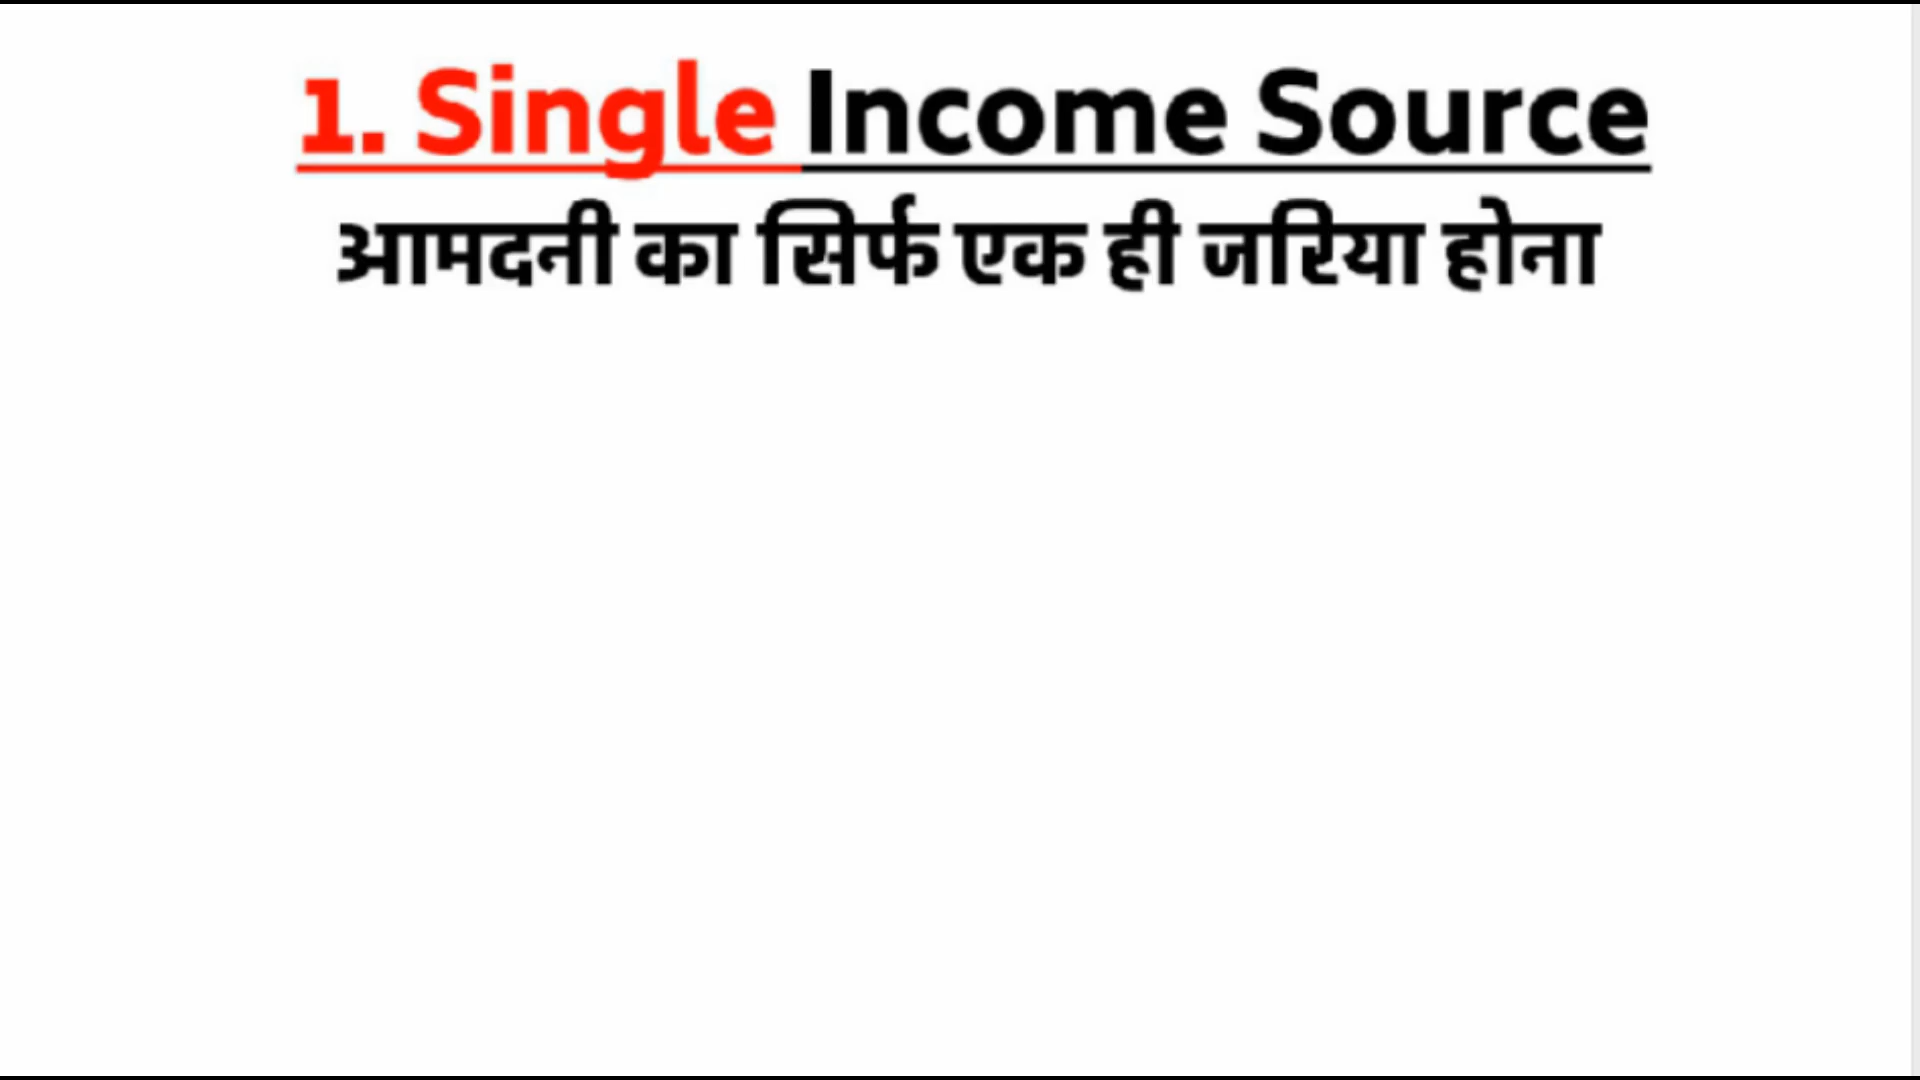 1. Single Income Source
आमदनी का सिर्फ एक ही जरिया होना